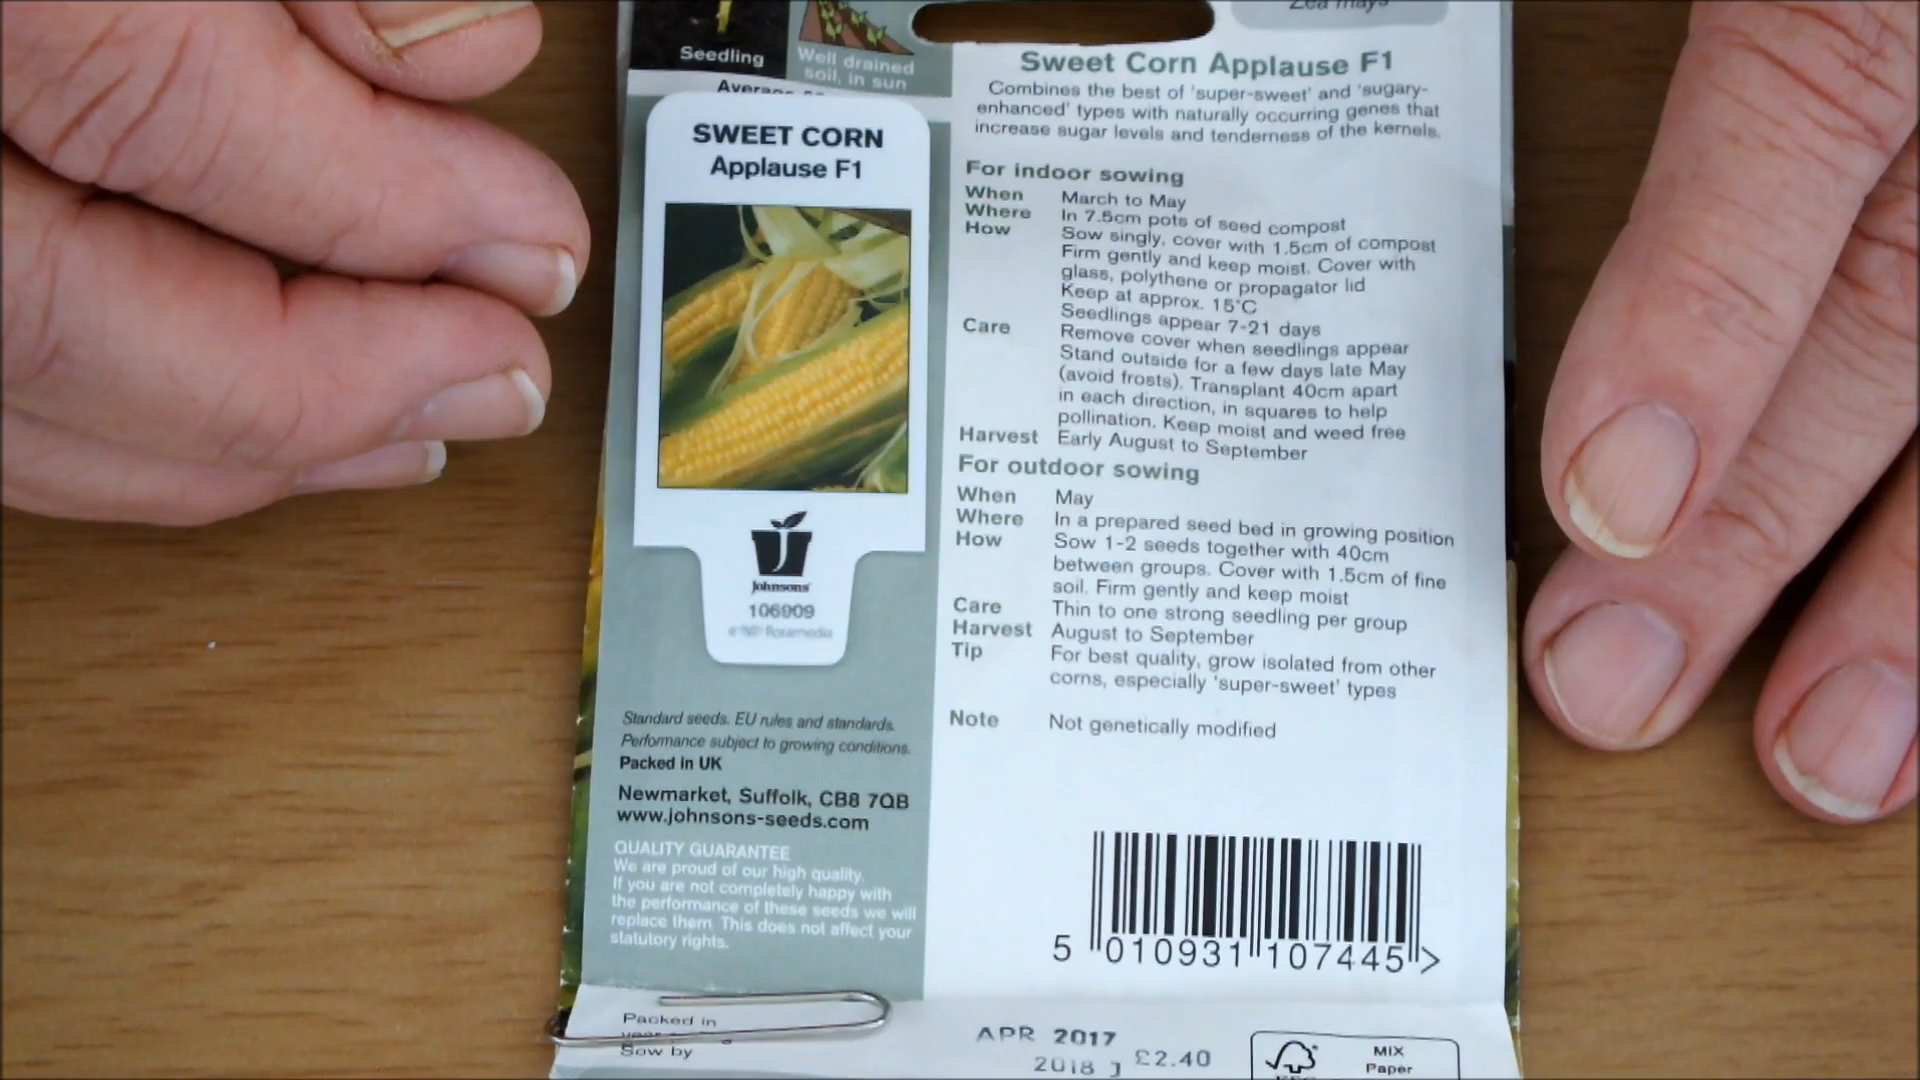 Seedling
Well drained
soil, in sun
Zea mays
SWEET CORN
Applause F1
Johnsons
106909
Standard seeds. EU rules and standards.
Performance subject to growing conditions.
Packed in UK
Newmarket, Suffolk, CB8 7QB
www.johnsons-seeds.com
QUALITY GUARANTEE
We are proud of our high quality.
If you are not completely happy with
the performance of these seeds we will
replace them. This does not affect your
statutory rights.
Sweet Corn Applause F1
Combines the best of 'super-sweet' and 'sugary-
enhanced' types with naturally occurring genes that
increase sugar levels and tenderness of the kernels.
For indoor sowing
When March to May
Where In 7.5cm pots of seed compost
How Sow singly, cover with 1.5cm of compost
Firm gently and keep moist. Cover with
glass, polythene or propagator lid
Keep at approx. 15°C
Seedlings appear 7-21 days
Care Remove cover when seedlings appear
Stand outside for a few days late May
(avoid frosts). Transplant 40cm apart
in each direction, in squares to help
pollination. Keep moist and weed free
Harvest Early August to September
For outdoor sowing
When May
Where In a prepared seed bed in growing position
How Sow 1-2 seeds together with 40cm
between groups. Cover with 1.5cm of fine
soil. Firm gently and keep moist
Care Thin to one strong seedling per group
Harvest August to September
Tip For best quality, grow isolated from other
corns, especially 'super-sweet' types
Note Not genetically modified
5 010931 107445 >
Packed in
Sow by
APR 2017
2018 J £2.40
MIX
Paper